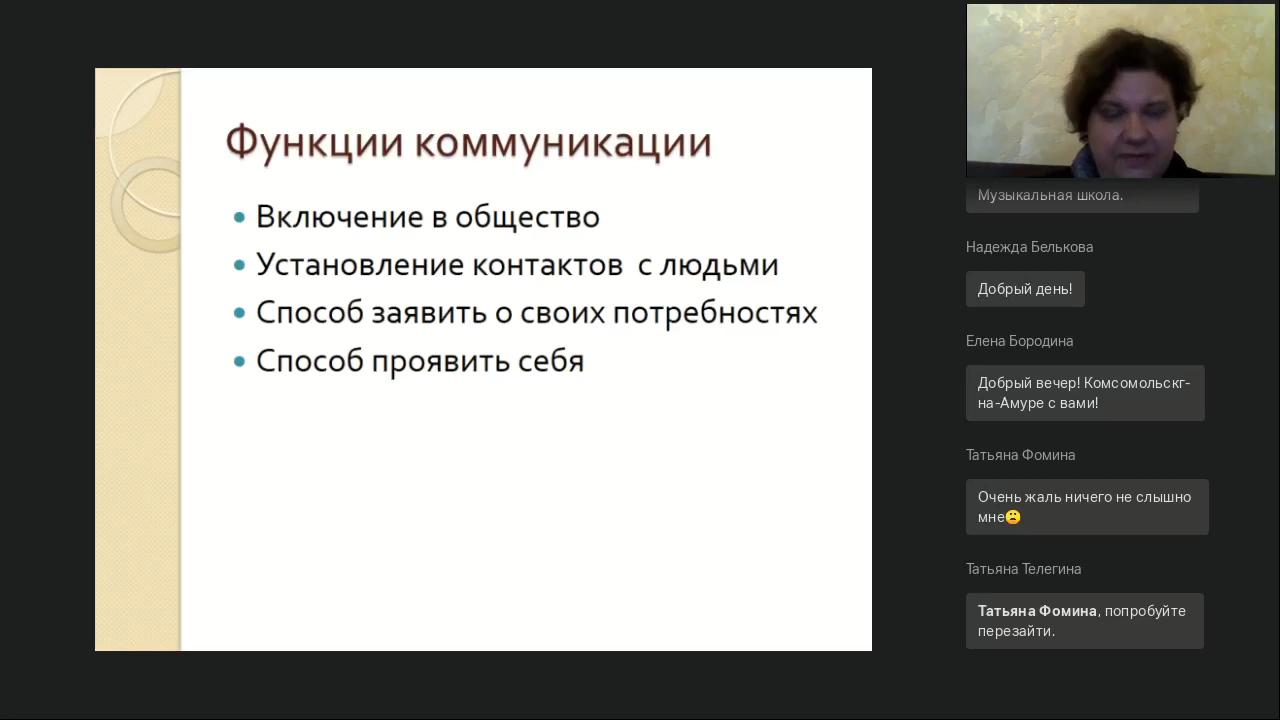 Функции коммуникации
Включение в общество
Установление контактов с людьми
Способ заявить о своих потребностях
Способ проявить себя
Музыкальная школа.
Надежда Белькова
Добрый день!
Елена Бородина
Добрый вечер! Комсомольскг-
на-Амуре с вами!
Татьяна Фомина
Очень жаль ничего не слышно
мне🙁
Татьяна Телегина
Татьяна Фомина, попробуйте
перезайти.